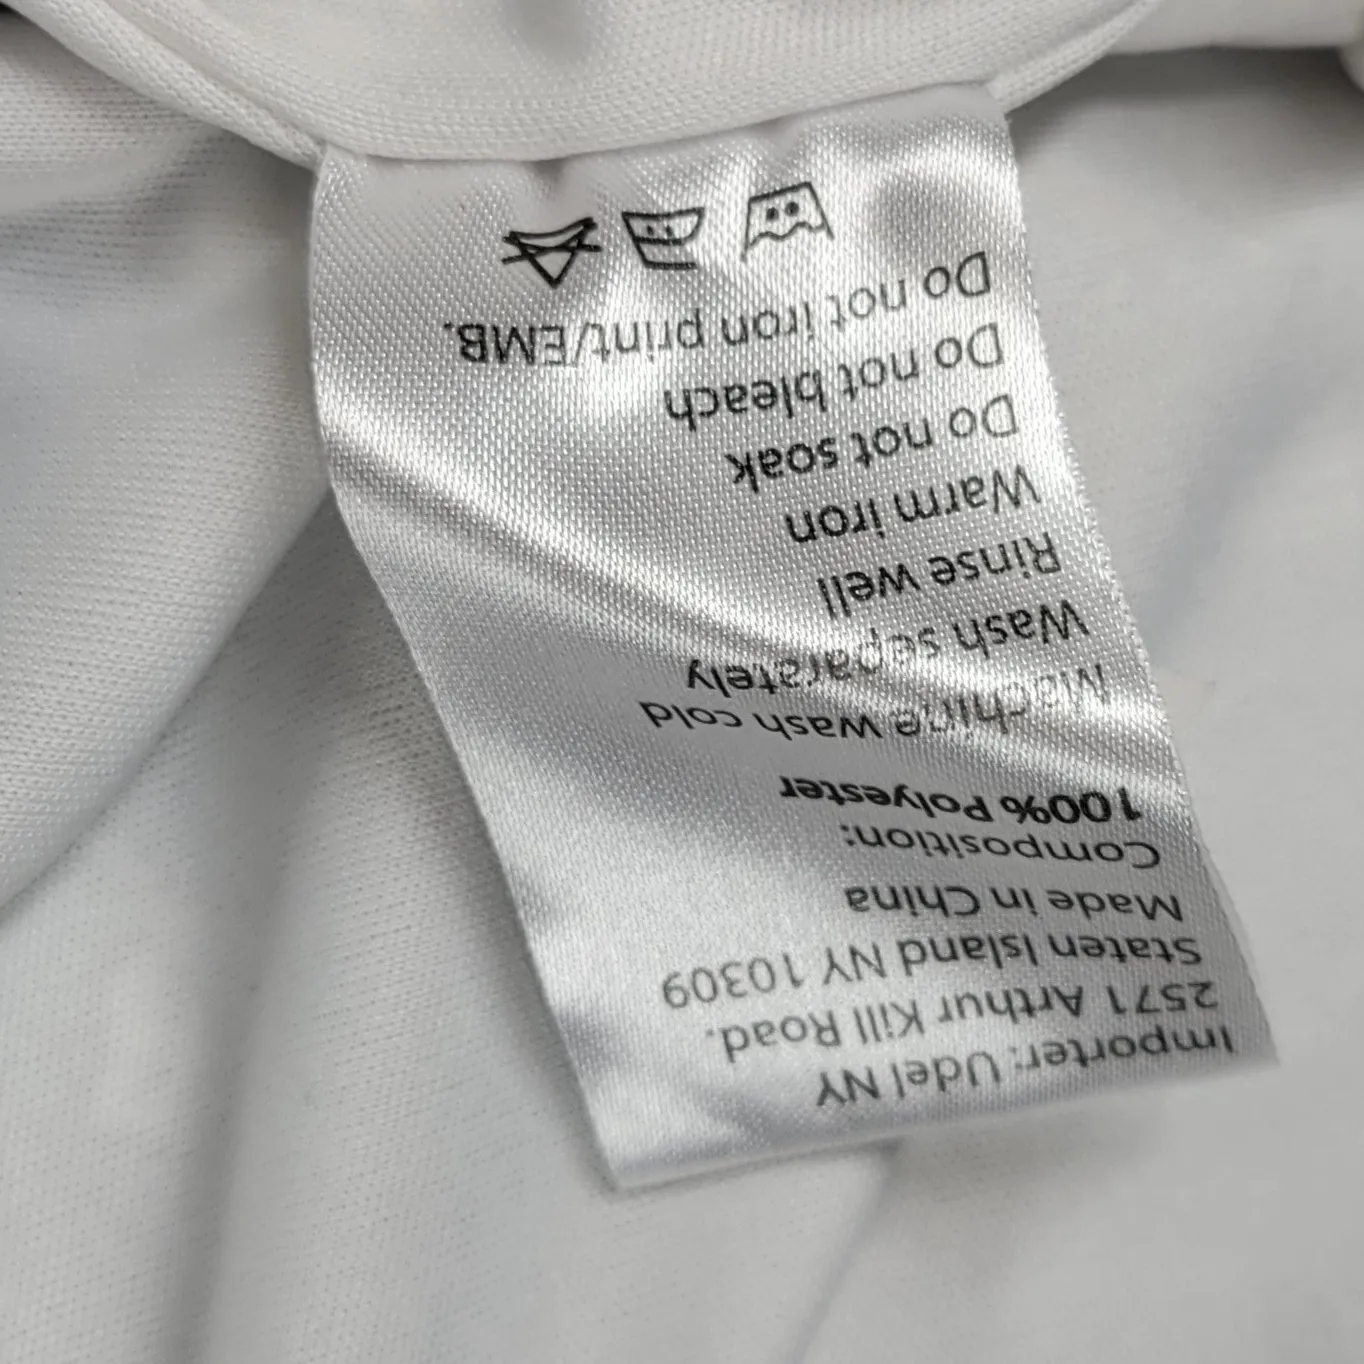 Importer: Udel NY
2571 Arthur Kill Road.
Staten Island NY 10309
Made in China
Composition:
100% Polyester
Machine wash cold
Wash separately
Rinse well
Warm iron
Do not soak
Do not bleach
Do not iron print/EMB.